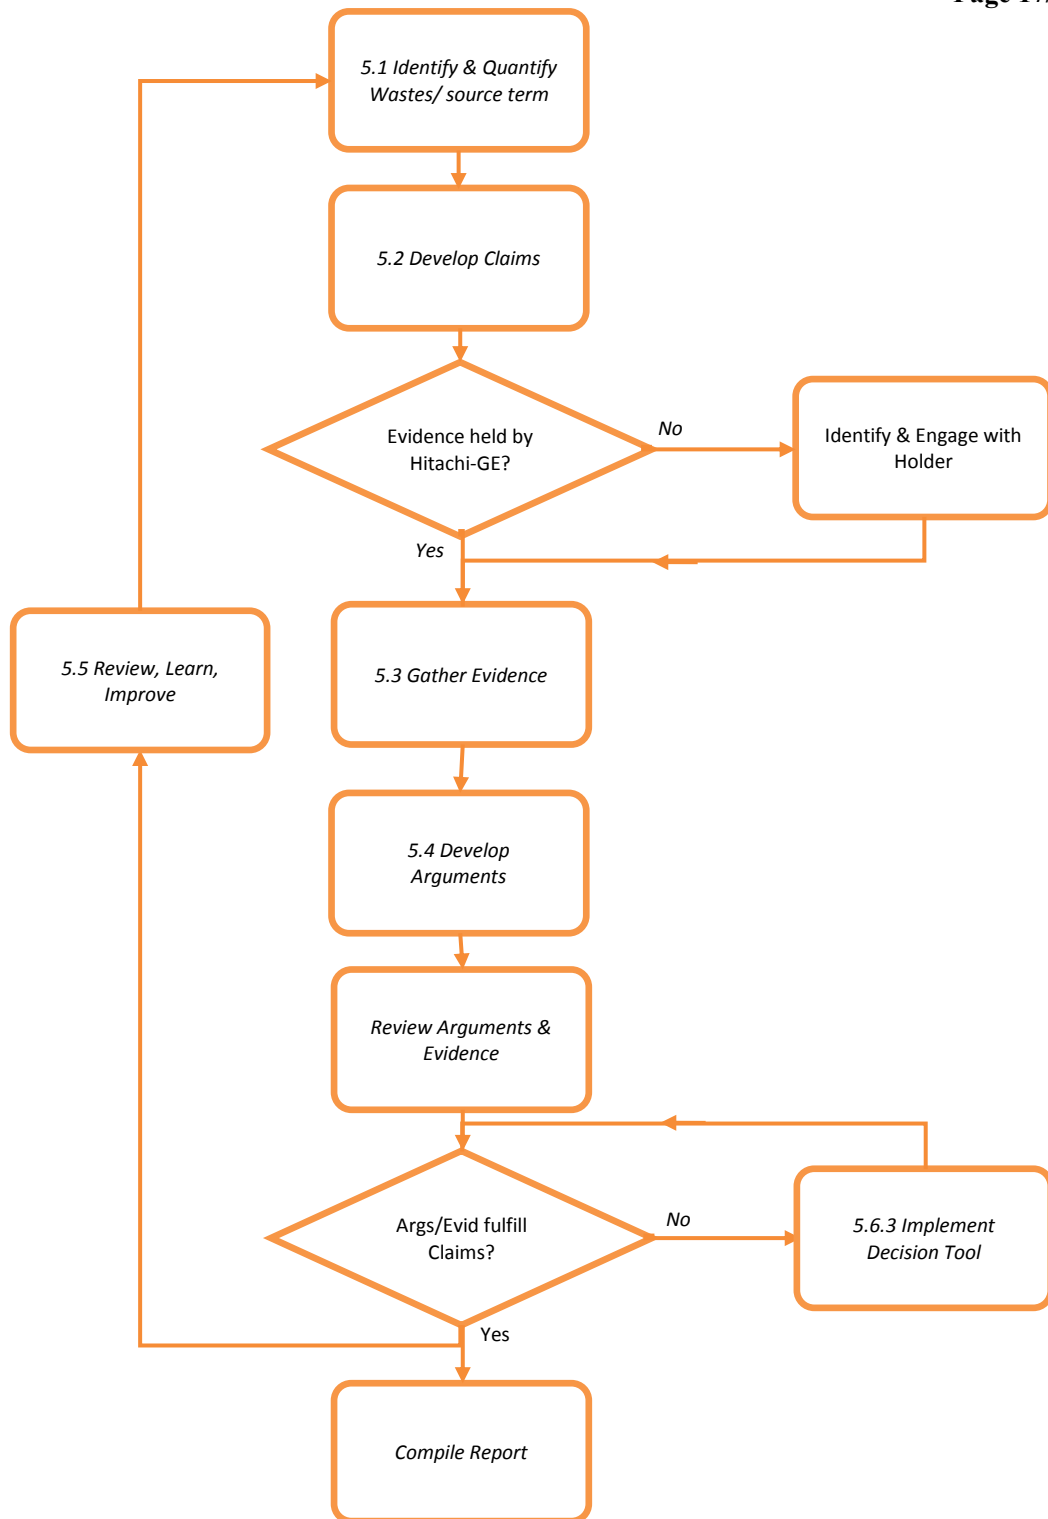 5.1 Identify & Quantify
Wastes/ source term
5.2 Develop Claims
Evidence held by
Hitachi-GE?
No
Identify & Engage with
Holder
Yes
5.3 Gather Evidence
5.5 Review, Learn,
Improve
5.4 Develop
Arguments
Review Arguments &
Evidence
Args/Evid fulfill
Claims?
No
5.6.3 Implement
Decision Tool
Yes
Compile Report